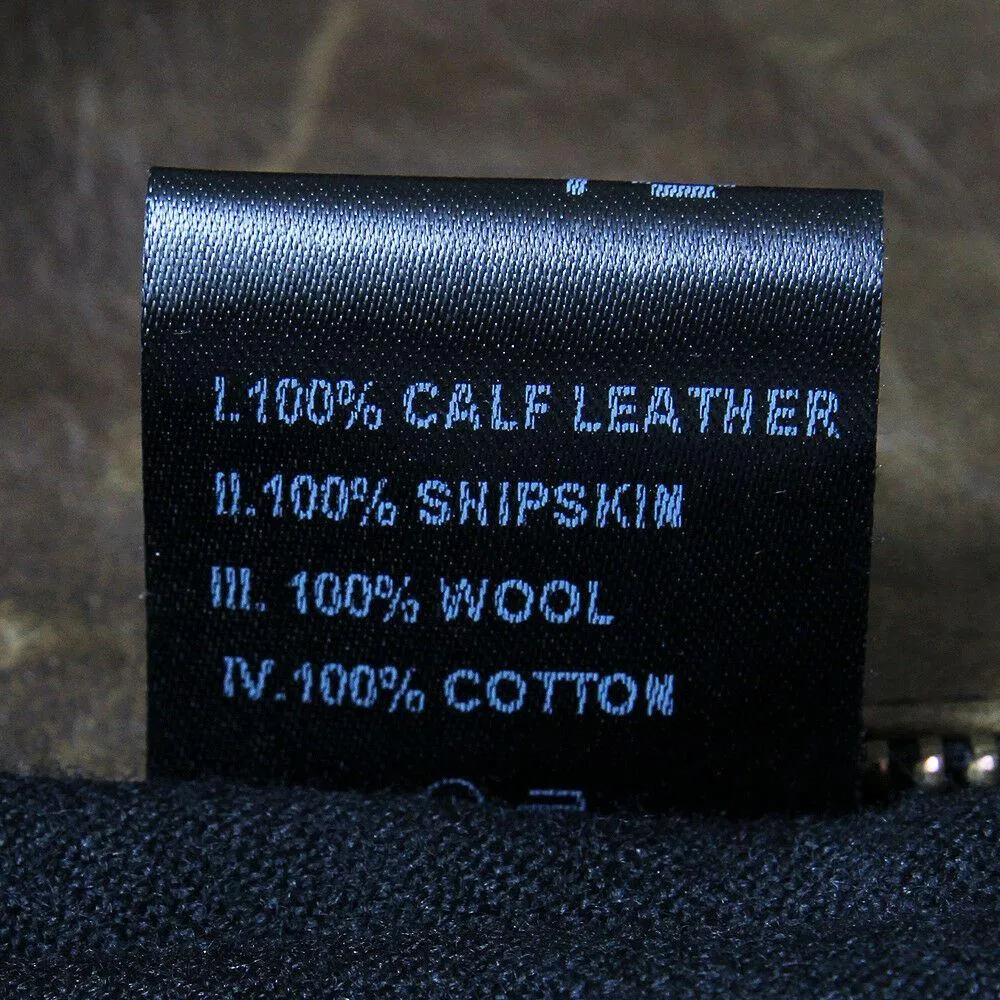 I.100% CALF LEATHER
II.100% SHIPSKIN
III. 100% WOOL
IV.100% COTTON